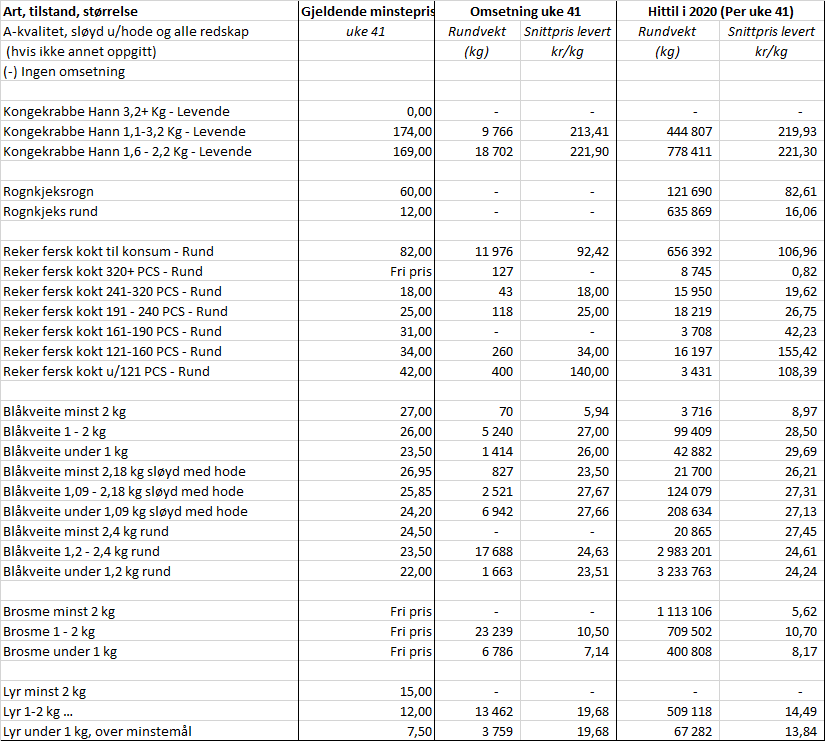 Art, tilstand, størrelse Gjeldende minstepris Omsetning uke 41 Hittil i 2020 (Per uke 41)
A-kvalitet, sløyd u/hode og alle redskap uke 41 Rundvekt Snittpris levert Rundvekt Snittpris levert
(hvis ikke annet oppgitt) (kg) kr/kg (kg) kr/kg
(-) Ingen omsetning
Kongekrabbe Hann 3,2+ Kg - Levende 0,00 - - - -
Kongekrabbe Hann 1,1-3,2 Kg - Levende 174,00 9 766 213,41 444 807 219,93
Kongekrabbe Hann 1,6 - 2,2 Kg - Levende 169,00 18 702 221,90 778 411 221,30
Rognkjeksrogn 60,00 - - 121 690 82,61
Rognkjeks rund 12,00 - - 635 869 16,06
Reker fersk kokt til konsum - Rund 82,00 11 976 92,42 656 392 106,96
Reker fersk kokt 320+ PCS - Rund Fri pris 127 - 8 745 0,82
Reker fersk kokt 241-320 PCS - Rund 18,00 43 18,00 15 950 19,62
Reker fersk kokt 191 - 240 PCS - Rund 25,00 118 25,00 18 219 26,75
Reker fersk kokt 161-190 PCS - Rund 31,00 - - 3 708 42,23
Reker fersk kokt 121-160 PCS - Rund 34,00 260 34,00 16 197 155,42
Reker fersk kokt u/121 PCS - Rund 42,00 400 140,00 3 431 108,39
Blåkveite minst 2 kg 27,00 70 5,94 3 716 8,97
Blåkveite 1 - 2 kg 26,00 5 240 27,00 99 409 28,50
Blåkveite under 1 kg 23,50 1 414 26,00 42 882 29,69
Blåkveite minst 2,18 kg sløyd med hode 26,95 827 23,50 21 700 26,21
Blåkveite 1,09 - 2,18 kg sløyd med hode 25,85 2 521 27,67 124 079 27,31
Blåkveite under 1,09 kg sløyd med hode 24,20 6 942 27,66 208 634 27,13
Blåkveite minst 2,4 kg rund 24,50 - - 20 865 27,45
Blåkveite 1,2 - 2,4 kg rund 23,50 17 688 24,63 2 983 201 24,61
Blåkveite under 1,2 kg rund 22,00 1 663 23,51 3 233 763 24,24
Brosme minst 2 kg Fri pris - - 1 113 106 5,62
Brosme 1 - 2 kg Fri pris 23 239 10,50 709 502 10,70
Brosme under 1 kg Fri pris 6 786 7,14 400 808 8,17
Lyr minst 2 kg 15,00 - - - -
Lyr 1-2 kg ... 12,00 13 462 19,68 509 118 14,49
Lyr under 1 kg, over minstemål 7,50 3 759 19,68 67 282 13,84